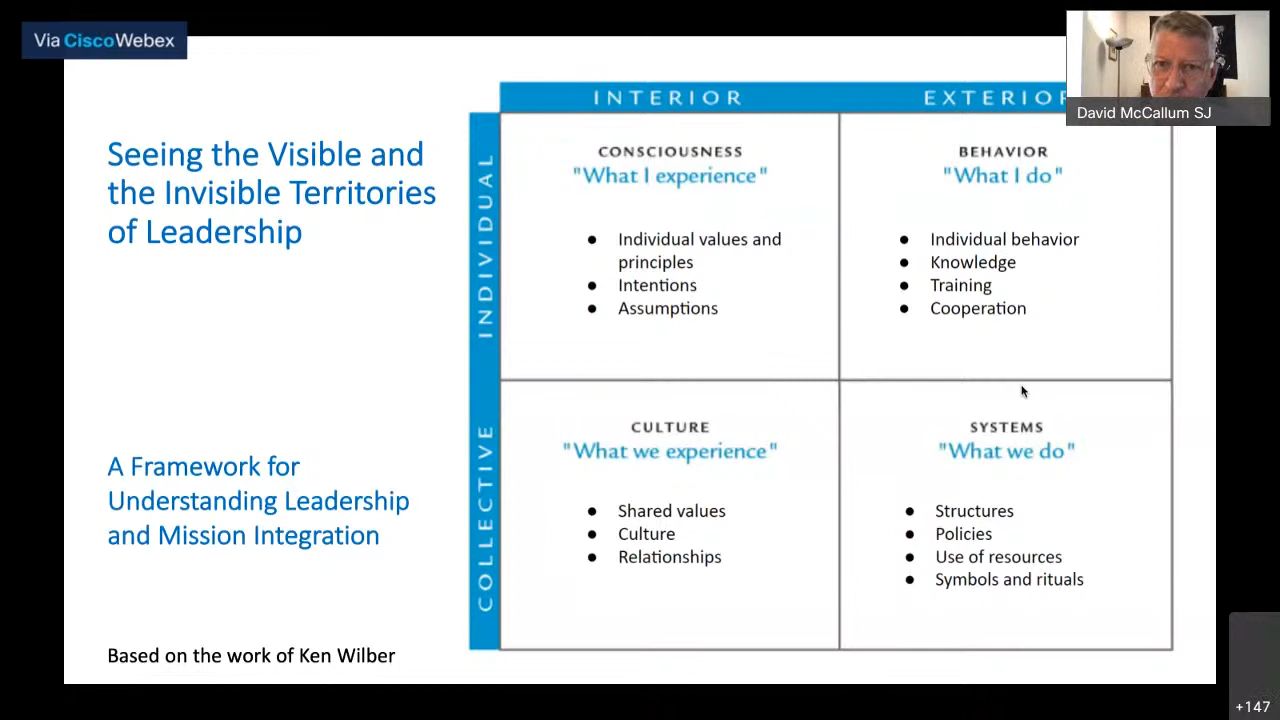 Via CiscoWebex
David McCallum SJ
Seeing the Visible and
the Invisible Territories
of Leadership
A Framework for
Understanding Leadership
and Mission Integration
Based on the work of Ken Wilber
INTERIOR
EXTERIOR
INDIVIDUAL
CONSCIOUSNESS
"What I experience"
● Individual values and
principles
● Intentions
● Assumptions
BEHAVIOR
"What I do"
● Individual behavior
● Knowledge
● Training
● Cooperation
COLLECTIVE
CULTURE
"What we experience"
● Shared values
● Culture
● Relationships
SYSTEMS
"What we do"
● Structures
● Policies
● Use of resources
● Symbols and rituals
+147